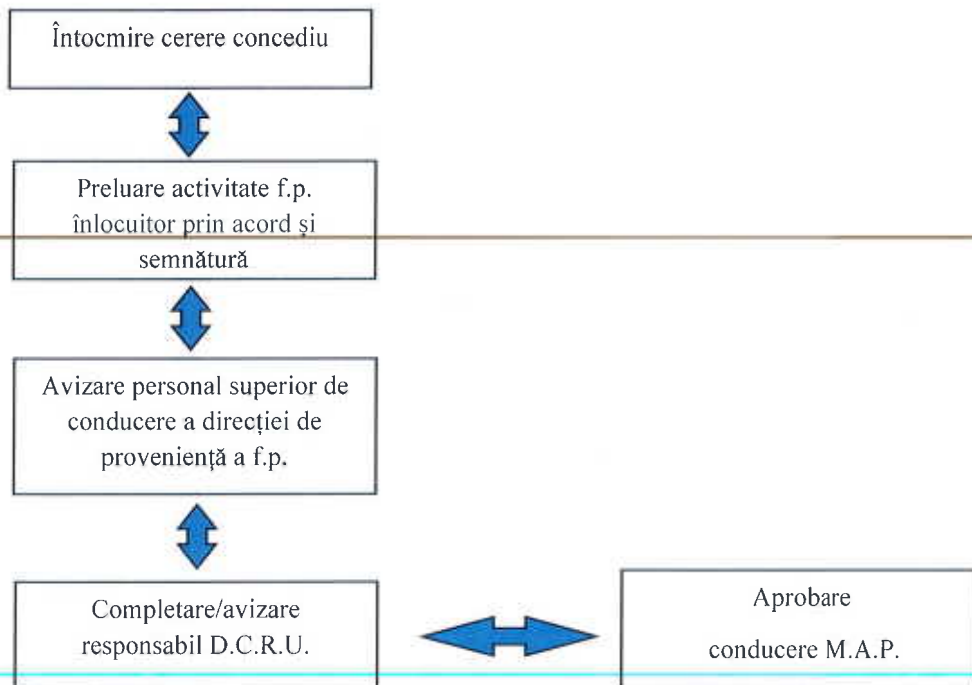 Întocmire cerere concediu
Preluare activitate f.p.
înlocuitor prin acord și
semnătură
Avizare personal superior de
conducere a direcției de
proveniență a f.p.
Completare/avizare
responsabil D.C.R.U.
Aprobare
conducere M.A.P.